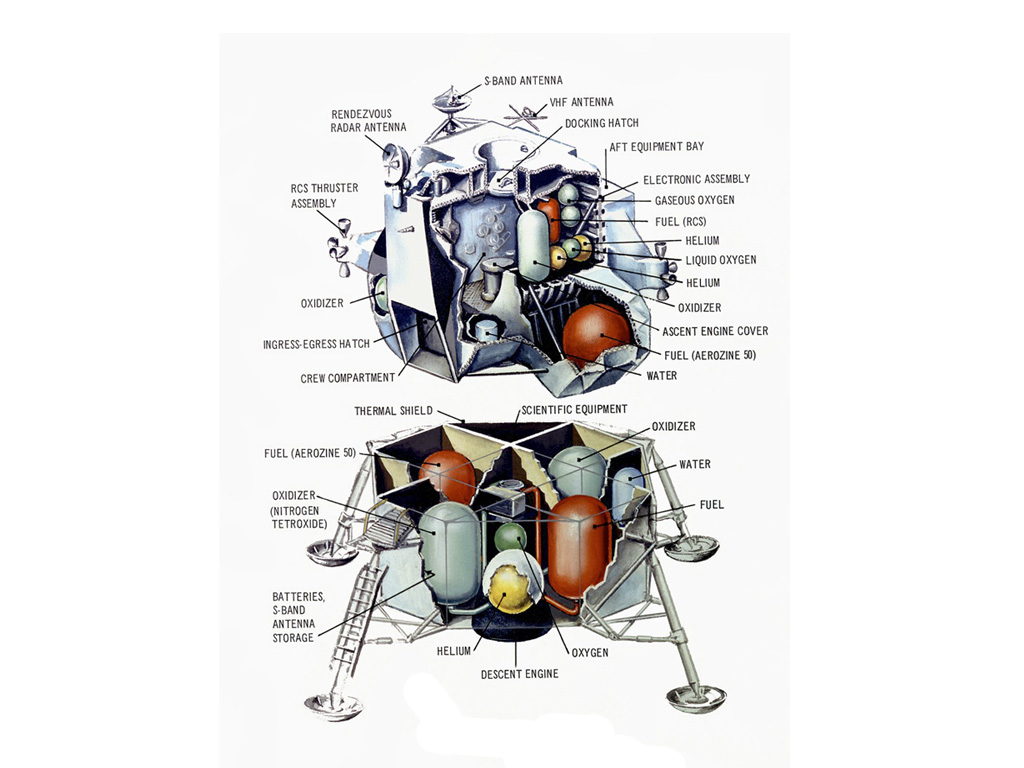 S-BAND ANTENNA
VHF ANTENNA
RENDEZVOUS
RADAR ANTENNA
DOCKING HATCH
AFT EQUIPMENT BAY
ELECTRONIC ASSEMBLY
RCS THRUSTER
ASSEMBLY
GASEOUS OXYGEN
FUEL (RCS)
HELIUM
LIQUID OXYGEN
HELIUM
OXIDIZER
OXIDIZER
ASCENT ENGINE COVER
INGRESS-EGRESS HATCH
FUEL (AEROZINE 50)
CREW COMPARTMENT
WATER
THERMAL SHIELD
SCIENTIFIC EQUIPMENT
OXIDIZER
FUEL (AEROZINE 50)
WATER
OXIDIZER
(NITROGEN
TETROXIDE)
FUEL
BATTERIES,
S-BAND
ANTENNA
STORAGE
HELIUM
OXYGEN
DESCENT ENGINE